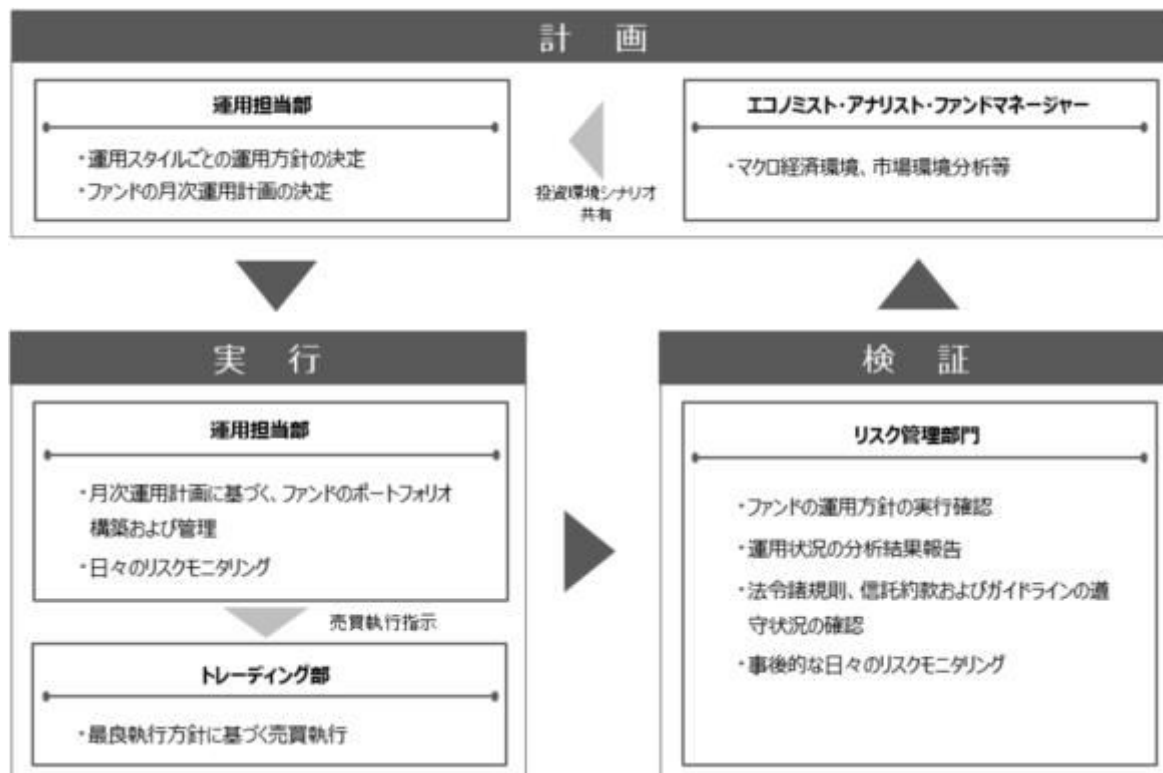 計 画
運用担当部
・運用スタイルごとの運用方針の決定
・ファンドの月次運用計画の決定
投資環境シナリオ
共有
エコノミスト・アナリスト・ファンドマネージャー
・マクロ経済環境、市場環境分析等
実 行
運用担当部
・月次運用計画に基づく、ファンドのポートフォリオ
構築および管理
・日々のリスクモニタリング
売買執行指示
トレーディング部
・最良執行方針に基づく売買執行
検 証
リスク管理部門
・ファンドの運用方針の実行確認
・運用状況の分析結果報告
・法令諸規則、信託約款およびガイドラインの遵
守状況の確認
・事後的な日々のリスクモニタリング